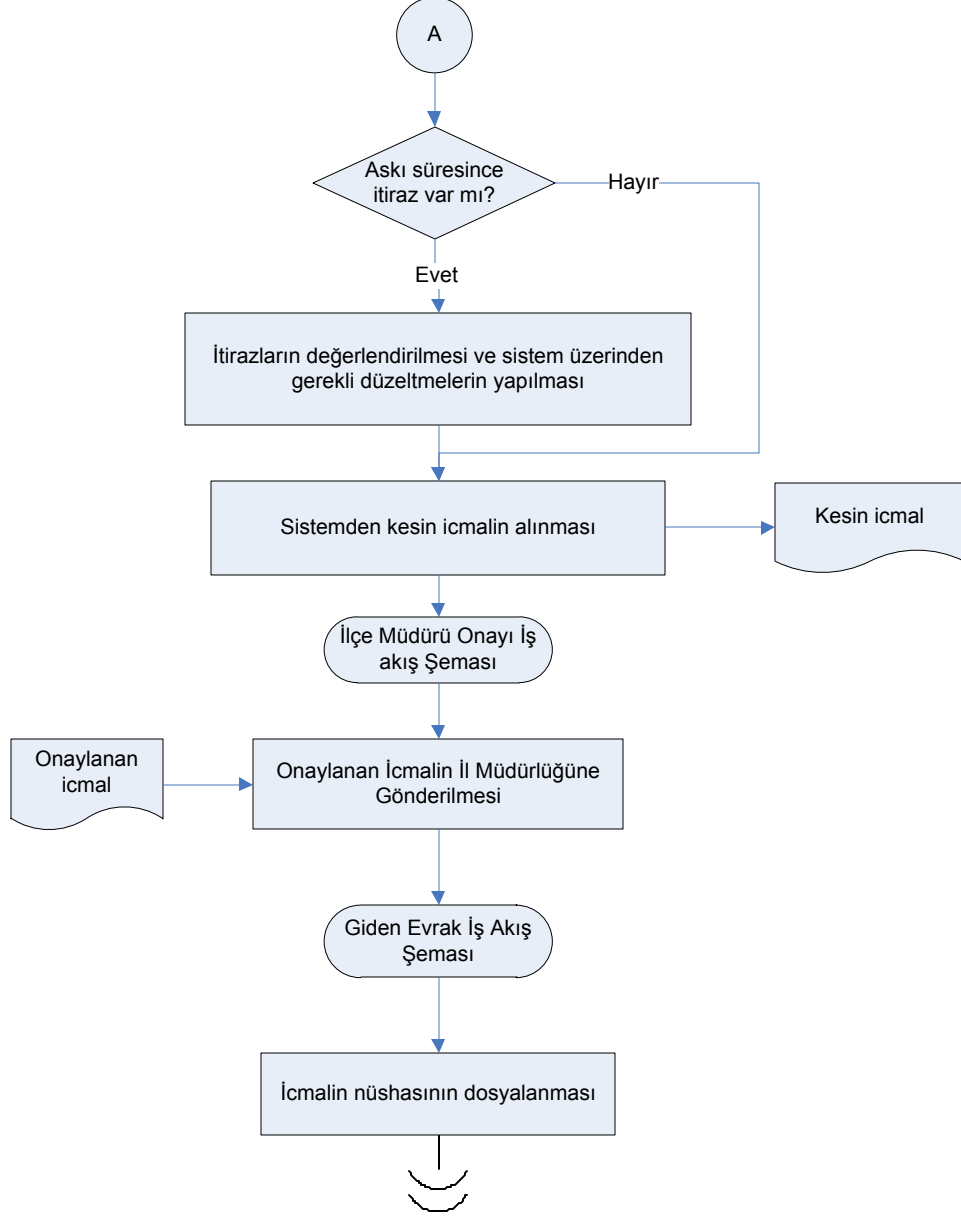 A
Askı süresince
itiraz var mı?
Hayır
Evet
İtirazların değerlendirilmesi ve sistem üzerinden
gerekli düzeltmelerin yapılması
Sistemden kesin icmalin alınması
Kesin icmal
İlçe Müdürü Onayı İş
akış Şeması
Onaylanan
icmal
Onaylanan İcmalin İl Müdürlüğüne
Gönderilmesi
Giden Evrak İş Akış
Şeması
İcmalin nüshasının dosyalanması